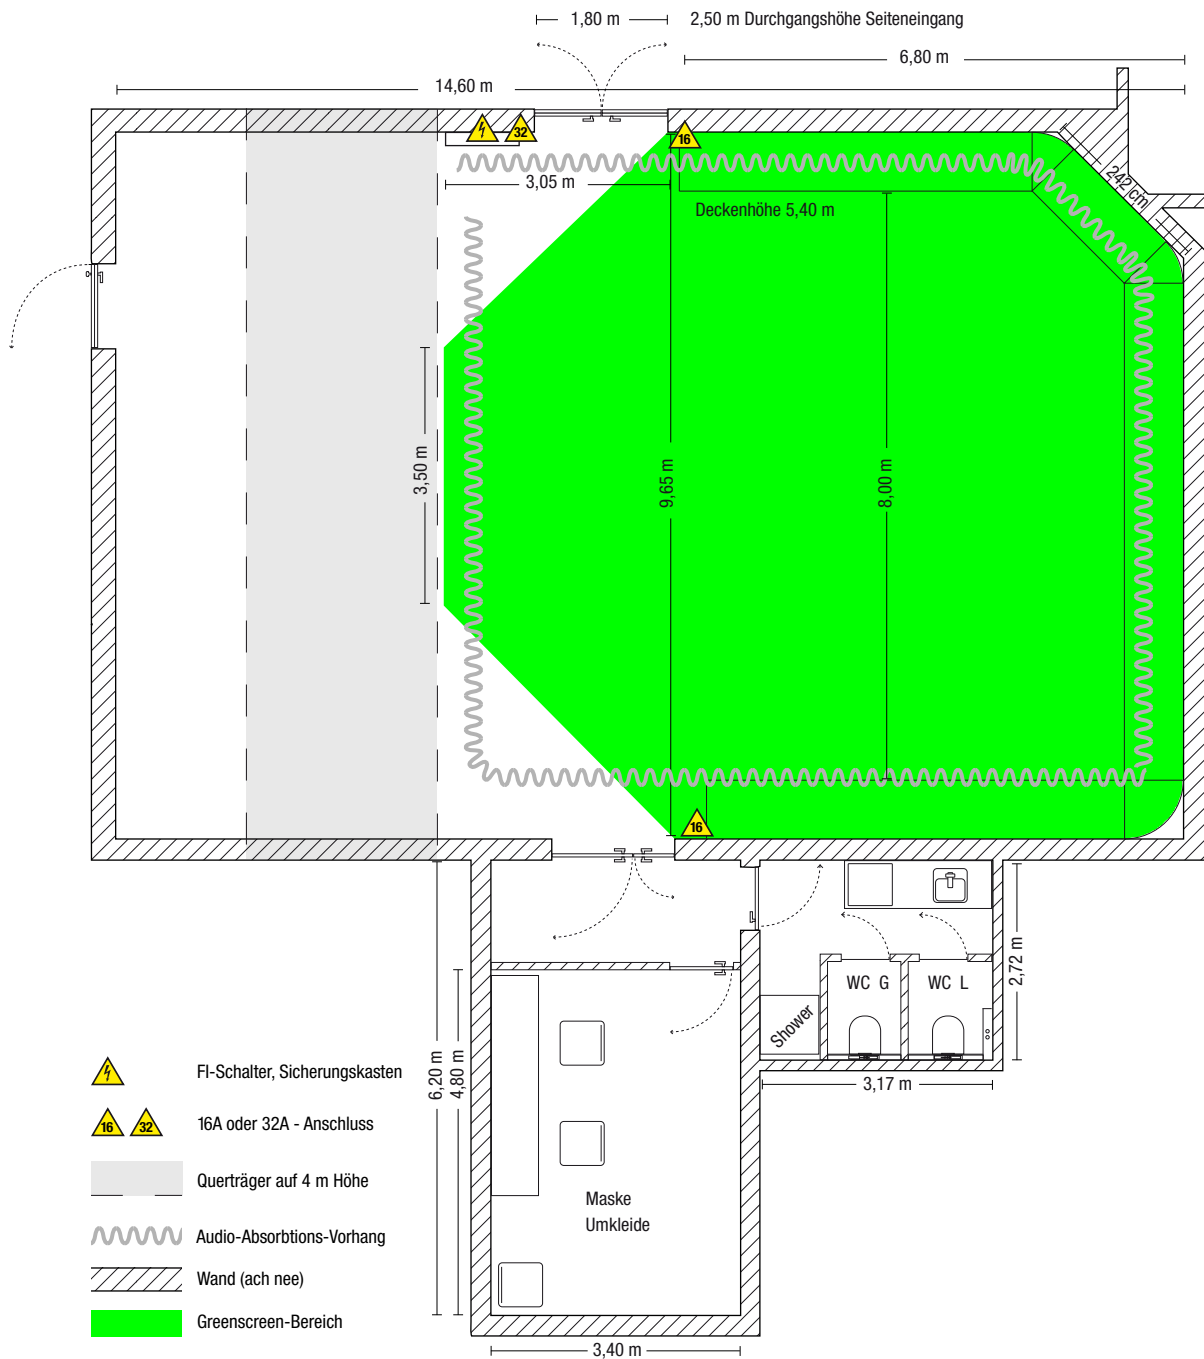 1,80 m
2,50 m Durchgangshöhe Seiteneingang
6,80 m
14,60 m
32
16
3,05 m
242 cm
Deckenhöhe 5,40 m
3,50 m
9,65 m
8,00 m
16
WC G
WC L
2,72 m
Shower
3,17 m
6,20 m
4,80 m
Maske
Umkleide
3,40 m
FI-Schalter, Sicherungskasten
16 32 16A oder 32A - Anschluss
Querträger auf 4 m Höhe
Audio-Absorbtions-Vorhang
Wand (ach nee)
Greenscreen-Bereich